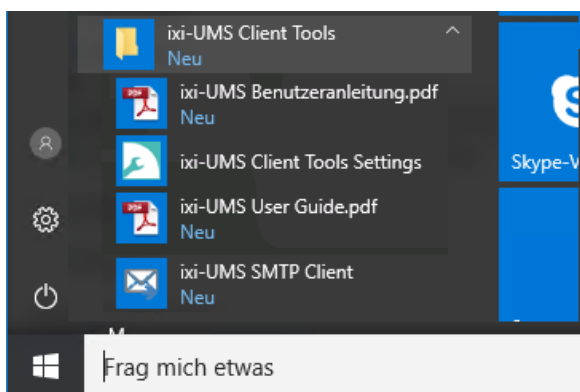 ixi-UMS Client Tools
Neu
ixi-UMS Benutzeranleitung.pdf
Neu
ixi-UMS Client Tools Settings
ixi-UMS User Guide.pdf
Neu
ixi-UMS SMTP Client
Neu
Skype-V
Frag mich etwas